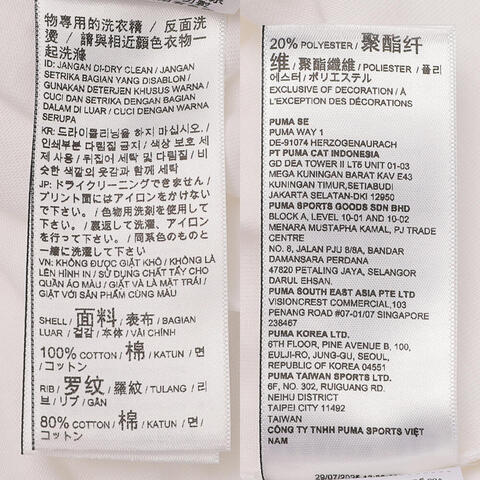 物專用的洗衣精 / 反面洗
燙 / 請與相近顏色衣物一
起洗滌
ID: JANGAN DI-DRY CLEAN / JANGAN
SETRIKA BAGIAN YANG DISABLON /
GUNAKAN DETERJEN KHUSUS WARNA /
CUCI DAN SETRIKA DENGAN BAGIAN
DALAM DI LUAR / CUCI DENGAN WARNA
SERUPA
KR: 드라이클리닝을 하지 마십시오. /
인쇄부분 다림질 금지 / 색상 보호 세
제 사용 / 뒤집어 세탁 및 다림질 / 비
슷한 색깔의 옷감과 함께 세탁
JP: ドライクリーニングできません /
プリント面にはアイロンをかけない
で下さい。/ 色物用洗剤を使用して
下さい。/ 裏返して洗濯、アイロン
を行って下さい。/ 同系色のものと
一緒に洗濯して下さい
VN: KHÔNG ĐƯỢC GIẶT KHÔ / KHÔNG LÀ
LÊN HÌNH IN / SỬ DỤNG CHẤT TẨY CHO
QUẦN ÁO MÀU / GIẶT VÀ LÀ MẶT TRÁI /
GIẶT VỚI SẢN PHẨM CÙNG MÀU
SHELL / 面料 / 表布 / BAGIAN
LUAR / 겉감 / 本体 / VẢI CHÍNH
100% COTTON / 棉 / KATUN / 면
/ コットン
RIB / 罗纹 / 羅紋 / TULANG / 리
브 / リブ / GÂN
80% COTTON / 棉 / KATUN / 면
/ コットン
20% POLYESTER / 聚酯纤
维 / 聚酯纖維 / POLIESTER / 폴리
에스터 / ポリエステル
EXCLUSIVE OF DECORATION / À
L'EXCEPTION DES DÉCORATIONS
PUMA SE
PUMA WAY 1
DE-91074 HERZOGENAURACH
PT PUMA CAT INDONESIA
GD DEA TOWER II LT5 UNIT 01-03
MEGA KUNINGAN BARAT KAV E43
KUNINGAN TIMUR,SETIABUDI
JAKARTA SELATAN-DKI 12950
PUMA SPORTS GOODS SDN BHD
BLOCK A, LEVEL 10-01 AND 10-02
MENARA MUSTAPHA KAMAL, PJ TRADE
CENTRE
NO. 8, JALAN PJU 8/8A, BANDAR
DAMANSARA PERDANA
47820 PETALING JAYA, SELANGOR
DARUL EHSAN.
PUMA SOUTH EAST ASIA PTE LTD
VISIONCREST COMMERCIAL,103
PENANG ROAD #07-01/07 SINGAPORE
238467
PUMA KOREA LTD.
6TH FLOOR, PINE AVENUE B, 100,
EULJI-RO, JUNG-GU, SEOUL,
REPUBLIC OF KOREA 04551
PUMA TAIWAN SPORTS LTD.
6F, NO. 302, RUIGUANG RD.
NEIHU DISTRICT
TAIPEI CITY 11492
TAIWAN
CÔNG TY TNHH PUMA SPORTS VIỆT
NAM